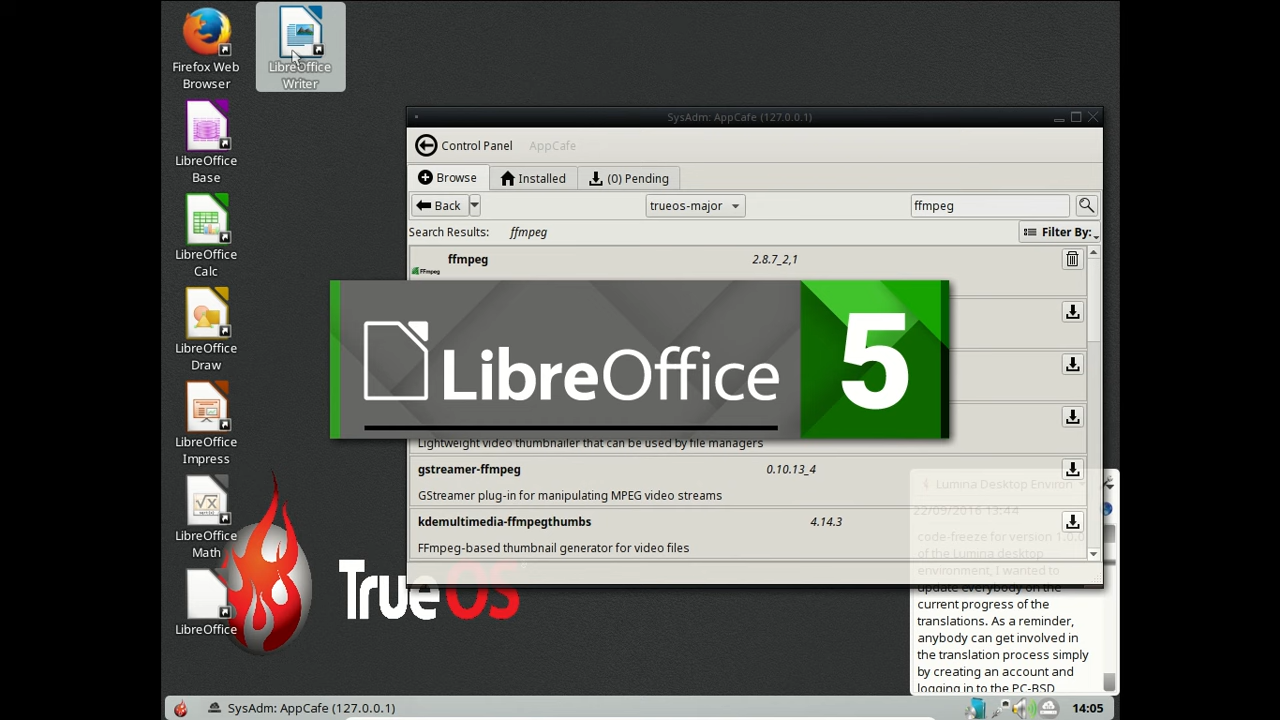 Firefox Web
Browser
LibreOffice
Writer
LibreOffice
Base
LibreOffice
Calc
LibreOffice
Draw
LibreOffice
Impress
LibreOffice
Math
LibreOffice
TrueOS
SysAdm: AppCafe (127.0.0.1)
Control Panel AppCafe
Browse Installed (0) Pending
Back trueos-major ffmpeg
Search Results: ffmpeg Filter By:
ffmpeg 2.8.7_2,1
FFmpeg
LibreOffice 5
Lightweight video thumbnailer that can be used by file managers
gstreamer-ffmpeg 0.10.13_4
GStreamer plug-in for manipulating MPEG video streams
kdemultimedia-ffmpegthumbs 4.14.3
FFmpeg-based thumbnail generator for video files
Lumina Desktop Environ
22/09/2016 13:44
code-freeze for version 1.0.0
of the Lumina desktop
environment, I wanted to
update everybody on the
current progress of the
translations. As a reminder,
anybody can get involved in
the translation process simply
by creating an account and
logging in to the PC-BSD
SysAdm: AppCafe (127.0.0.1) 14:05